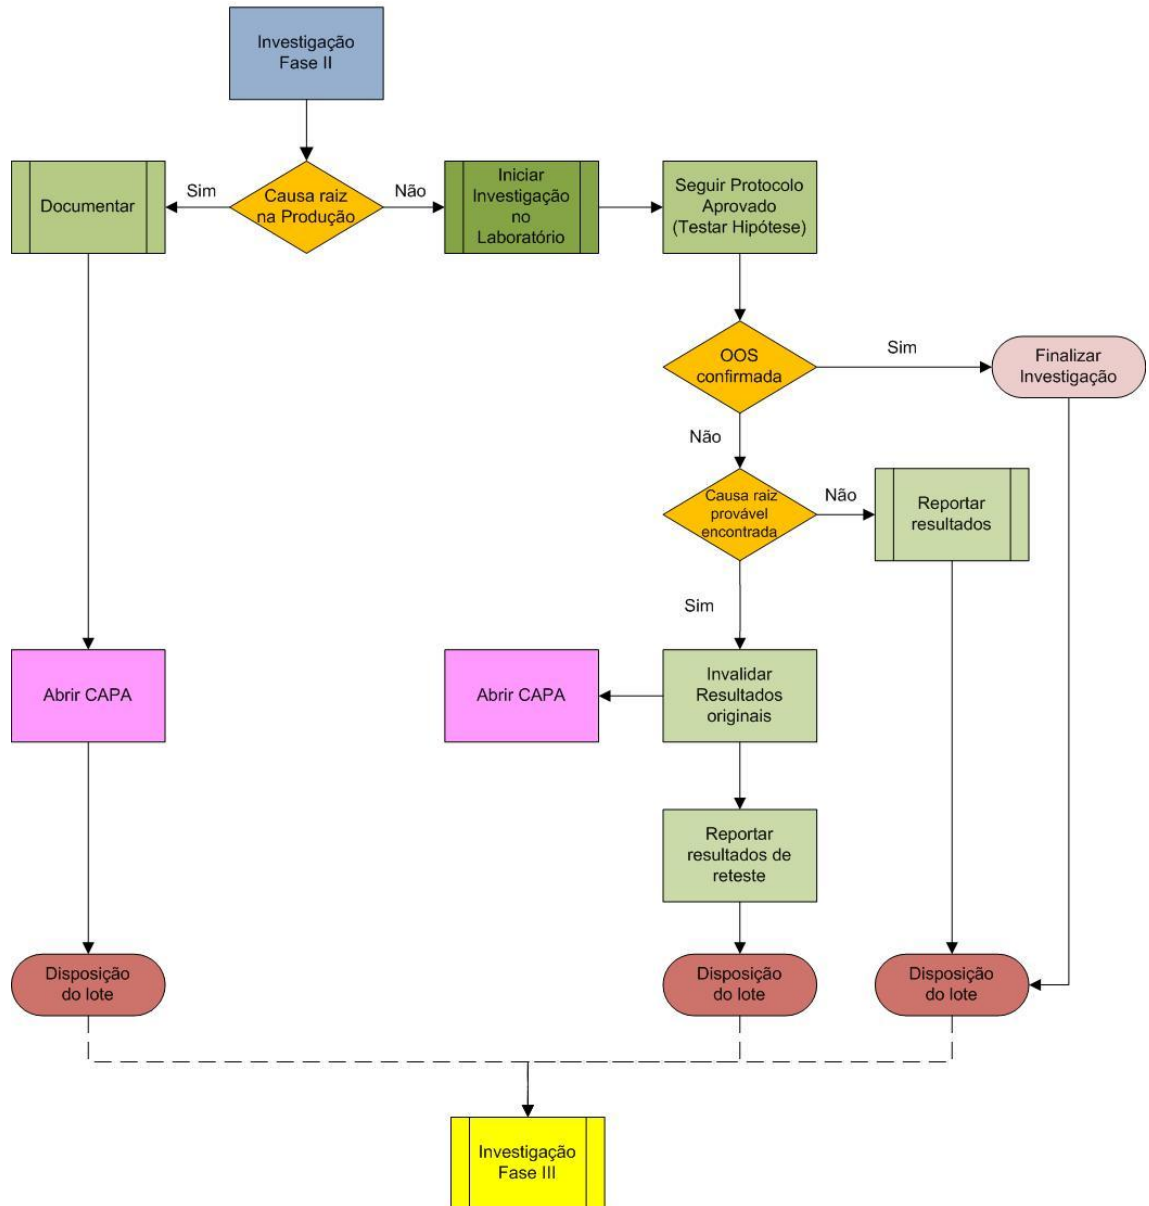 Investigação
Fase II
Documentar
Sim
Causa raiz
na Produção
Não
Iniciar
Investigação
no
Laboratório
Seguir Protocolo
Aprovado
(Testar Hipótese)
OOS
confirmada
Sim
Finalizar
Investigação
Não
Causa raiz
provável
encontrada
Não
Reportar
resultados
Sim
Abrir CAPA
Abrir CAPA
Invalidar
Resultados
originais
Reportar
resultados de
reteste
Disposição
do lote
Disposição
do lote
Disposição
do lote
Investigação
Fase III